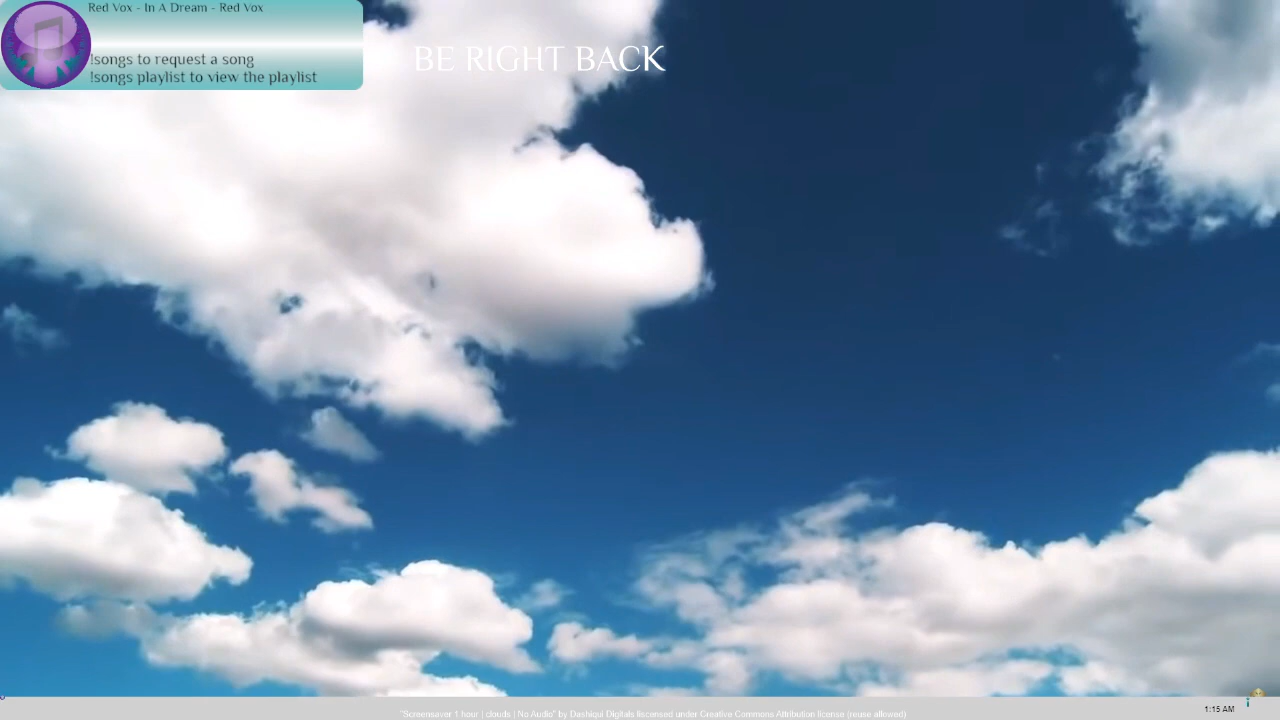 Red Vox - In A Dream - Red Vox
!songs to request a song
!songs playlist to view the playlist
BE RIGHT BACK
"Screensaver 1 hour | clouds | No Audio" by Dashiqui Digitals liscensed under Creative Commons Attribution license (reuse allowed)
1:15 AM